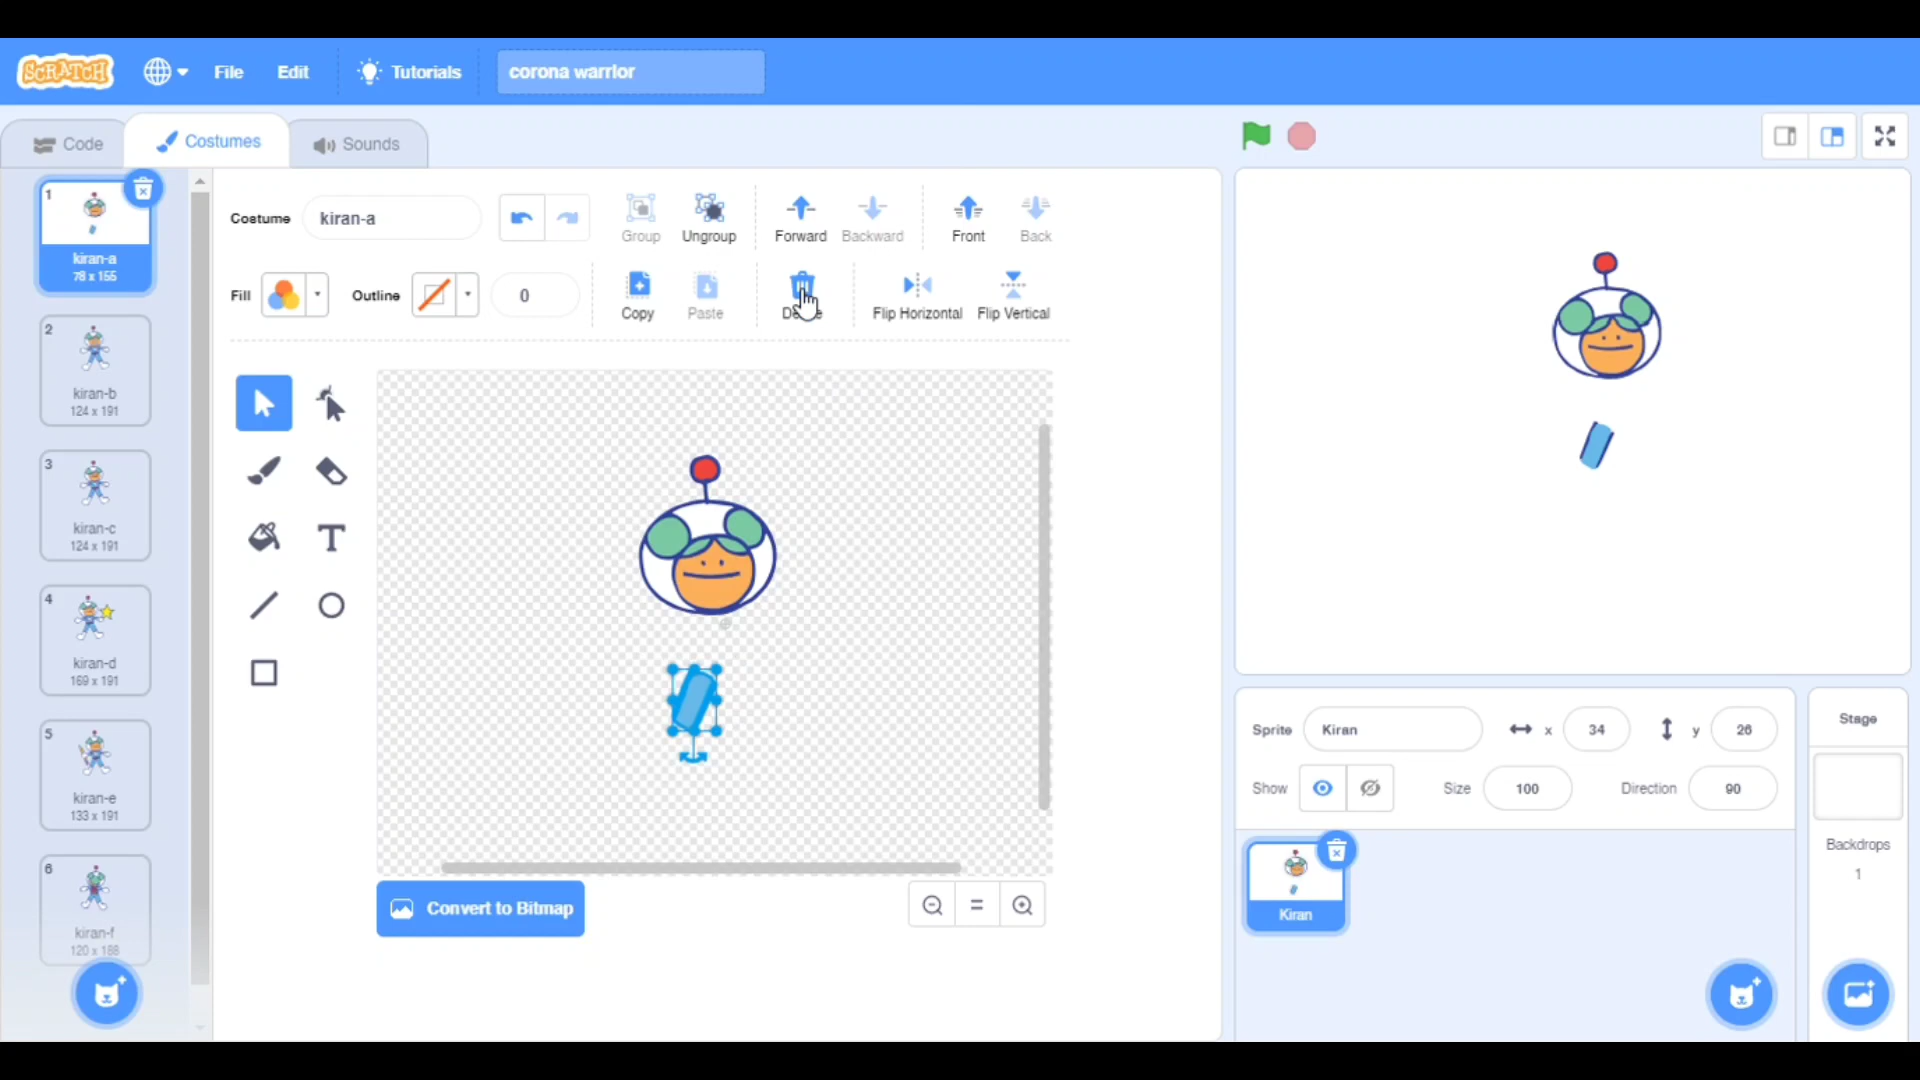 SCRATCH File Edit Tutorials corona warrior
Code Costumes Sounds
1
kiran-a
78 x 155
2
kiran-b
124 x 191
3
kiran-c
124 x 191
4
kiran-d
169 x 191
5
kiran-e
133 x 191
6
kiran-f
120 x 188
Costume kiran-a
Group Ungroup Forward Backward Front Back
Fill Outline 0
Copy Paste Flip Horizontal Flip Vertical
T
Convert to Bitmap
Sprite Kiran x 34 y 26
Show Size 100 Direction 90
Kiran
Stage
Backdrops
1